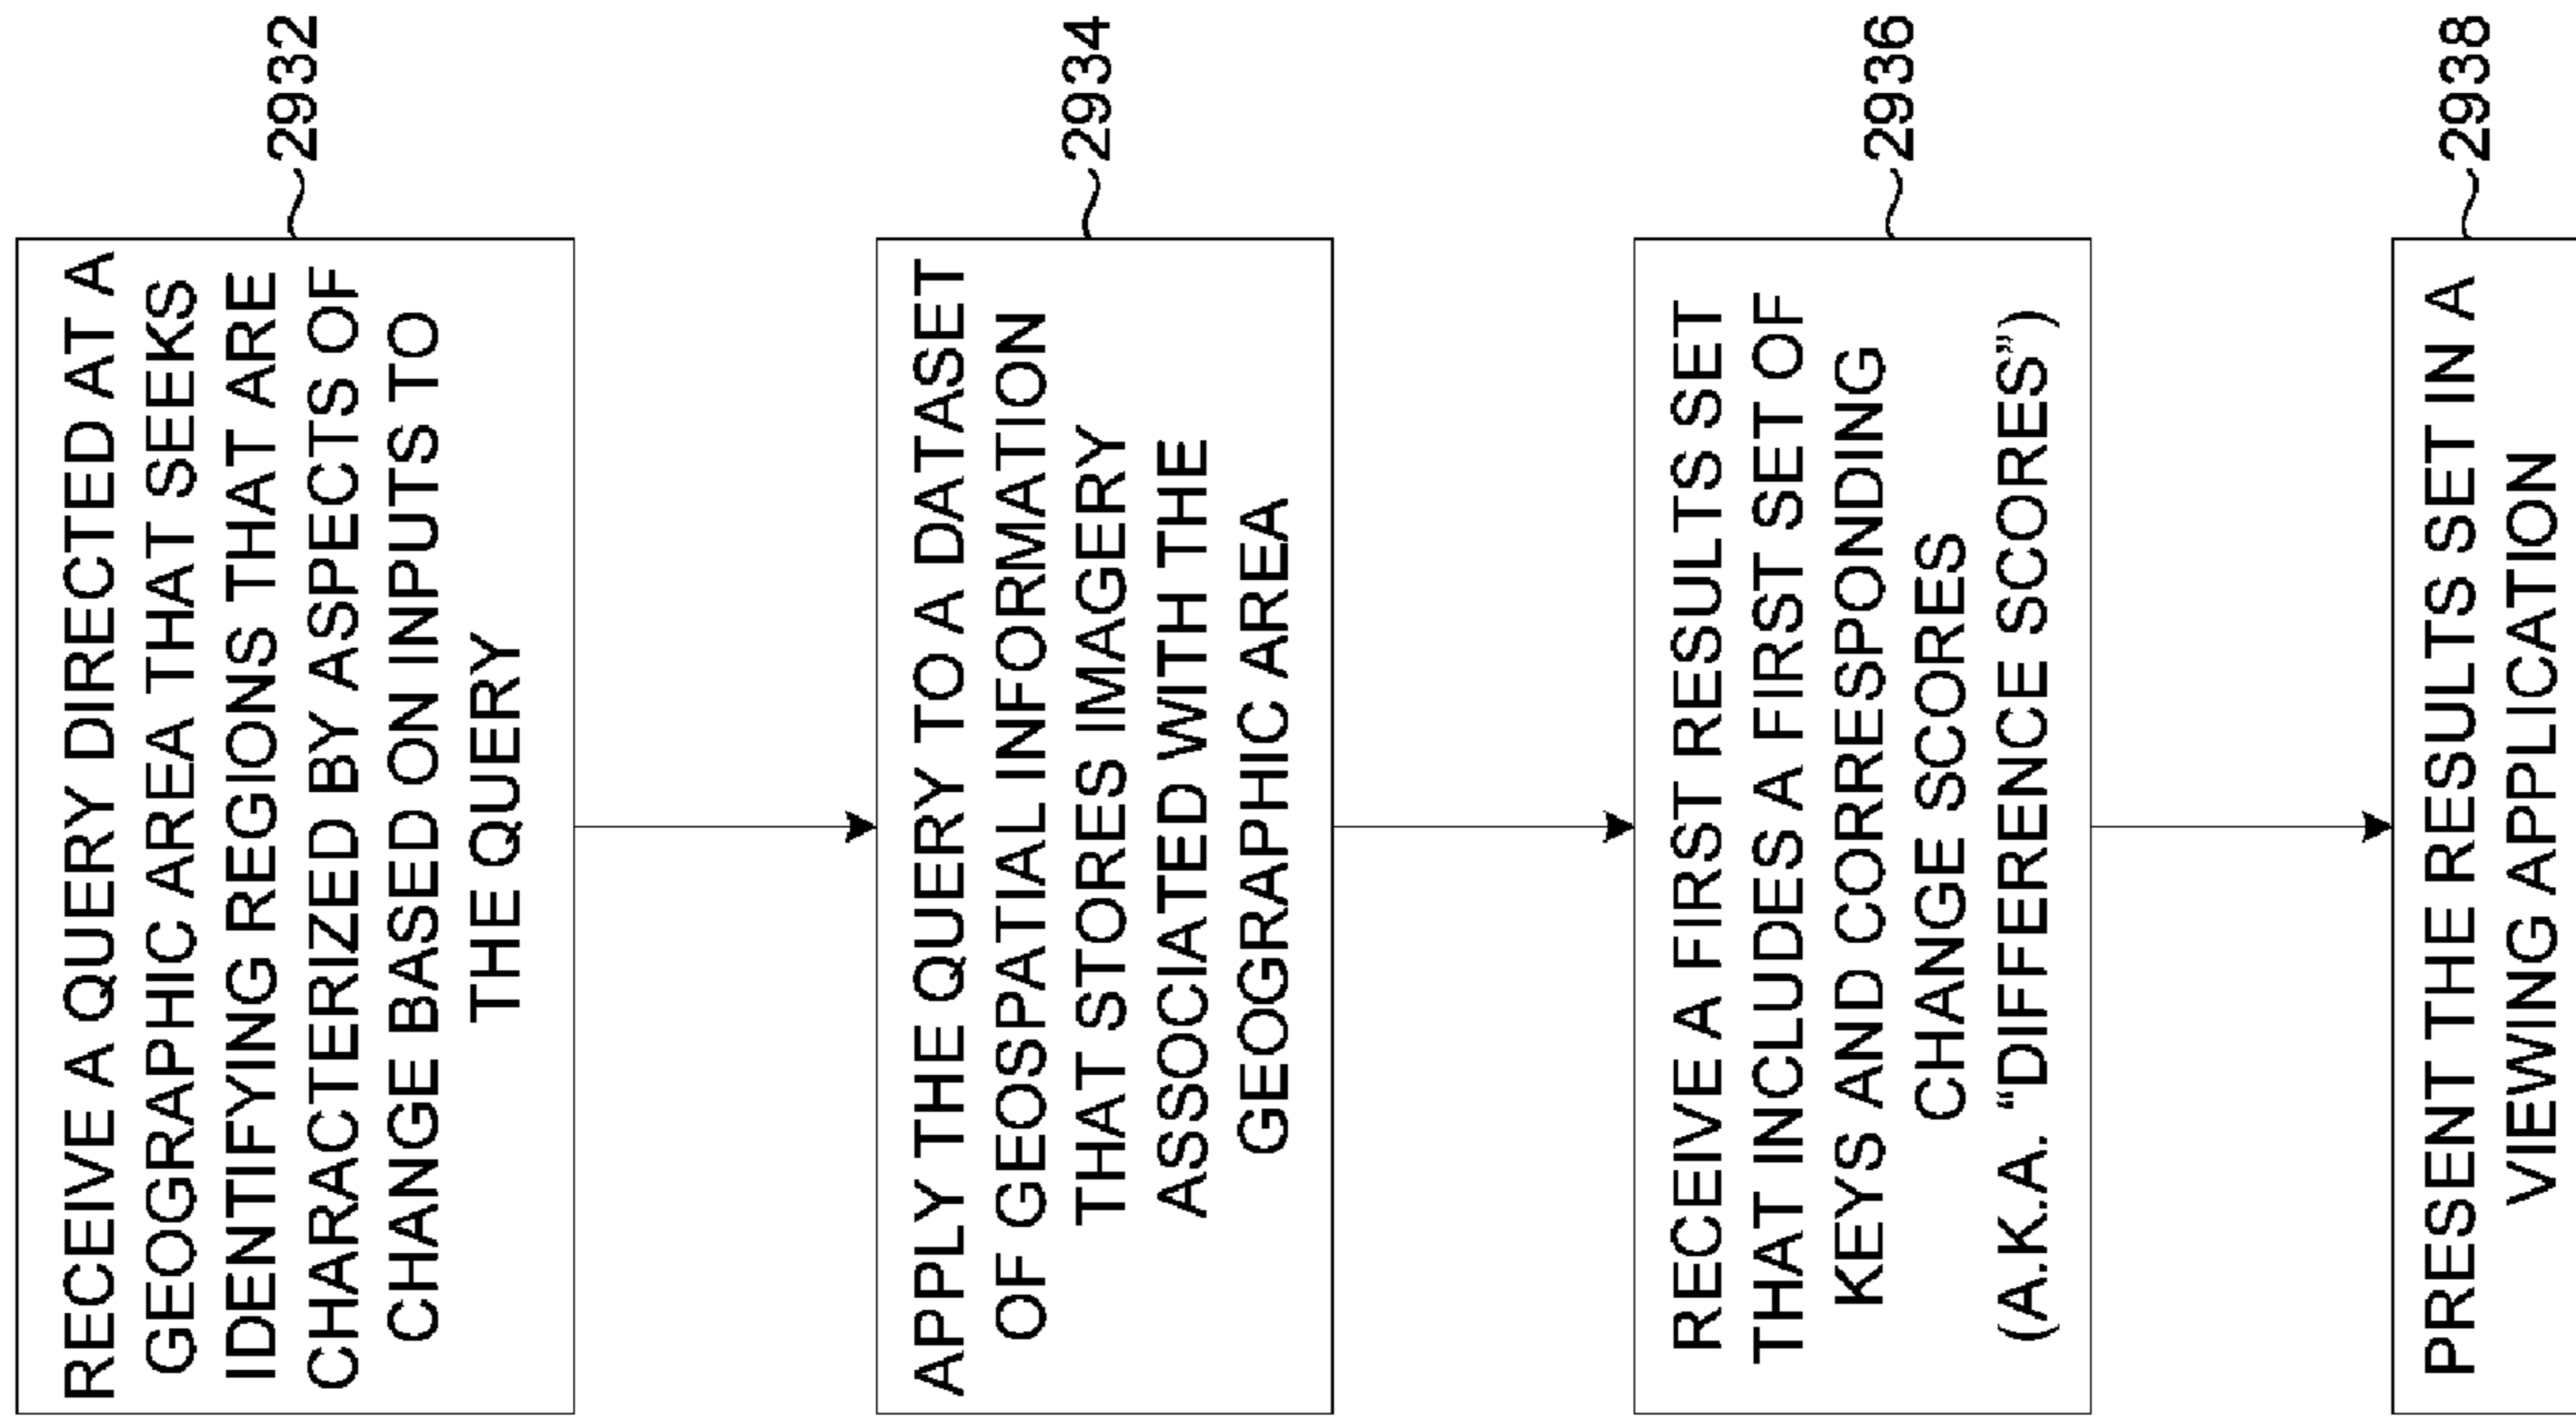 RECEIVE A QUERY DIRECTED AT A
GEOGRAPHIC AREA THAT SEEKS
IDENTIFYING REGIONS THAT ARE
CHARACTERIZED BY ASPECTS OF
CHANGE BASED ON INPUTS TO
THE QUERY
2932
APPLY THE QUERY TO A DATASET
OF GEOSPATIAL INFORMATION
THAT STORES IMAGERY
ASSOCIATED WITH THE
GEOGRAPHIC AREA
2934
RECEIVE A FIRST RESULTS SET
THAT INCLUDES A FIRST SET OF
KEYS AND CORRESPONDING
CHANGE SCORES
(A.K.A. “DIFFERENCE SCORES”)
2936
PRESENT THE RESULTS SET IN A
VIEWING APPLICATION
2938